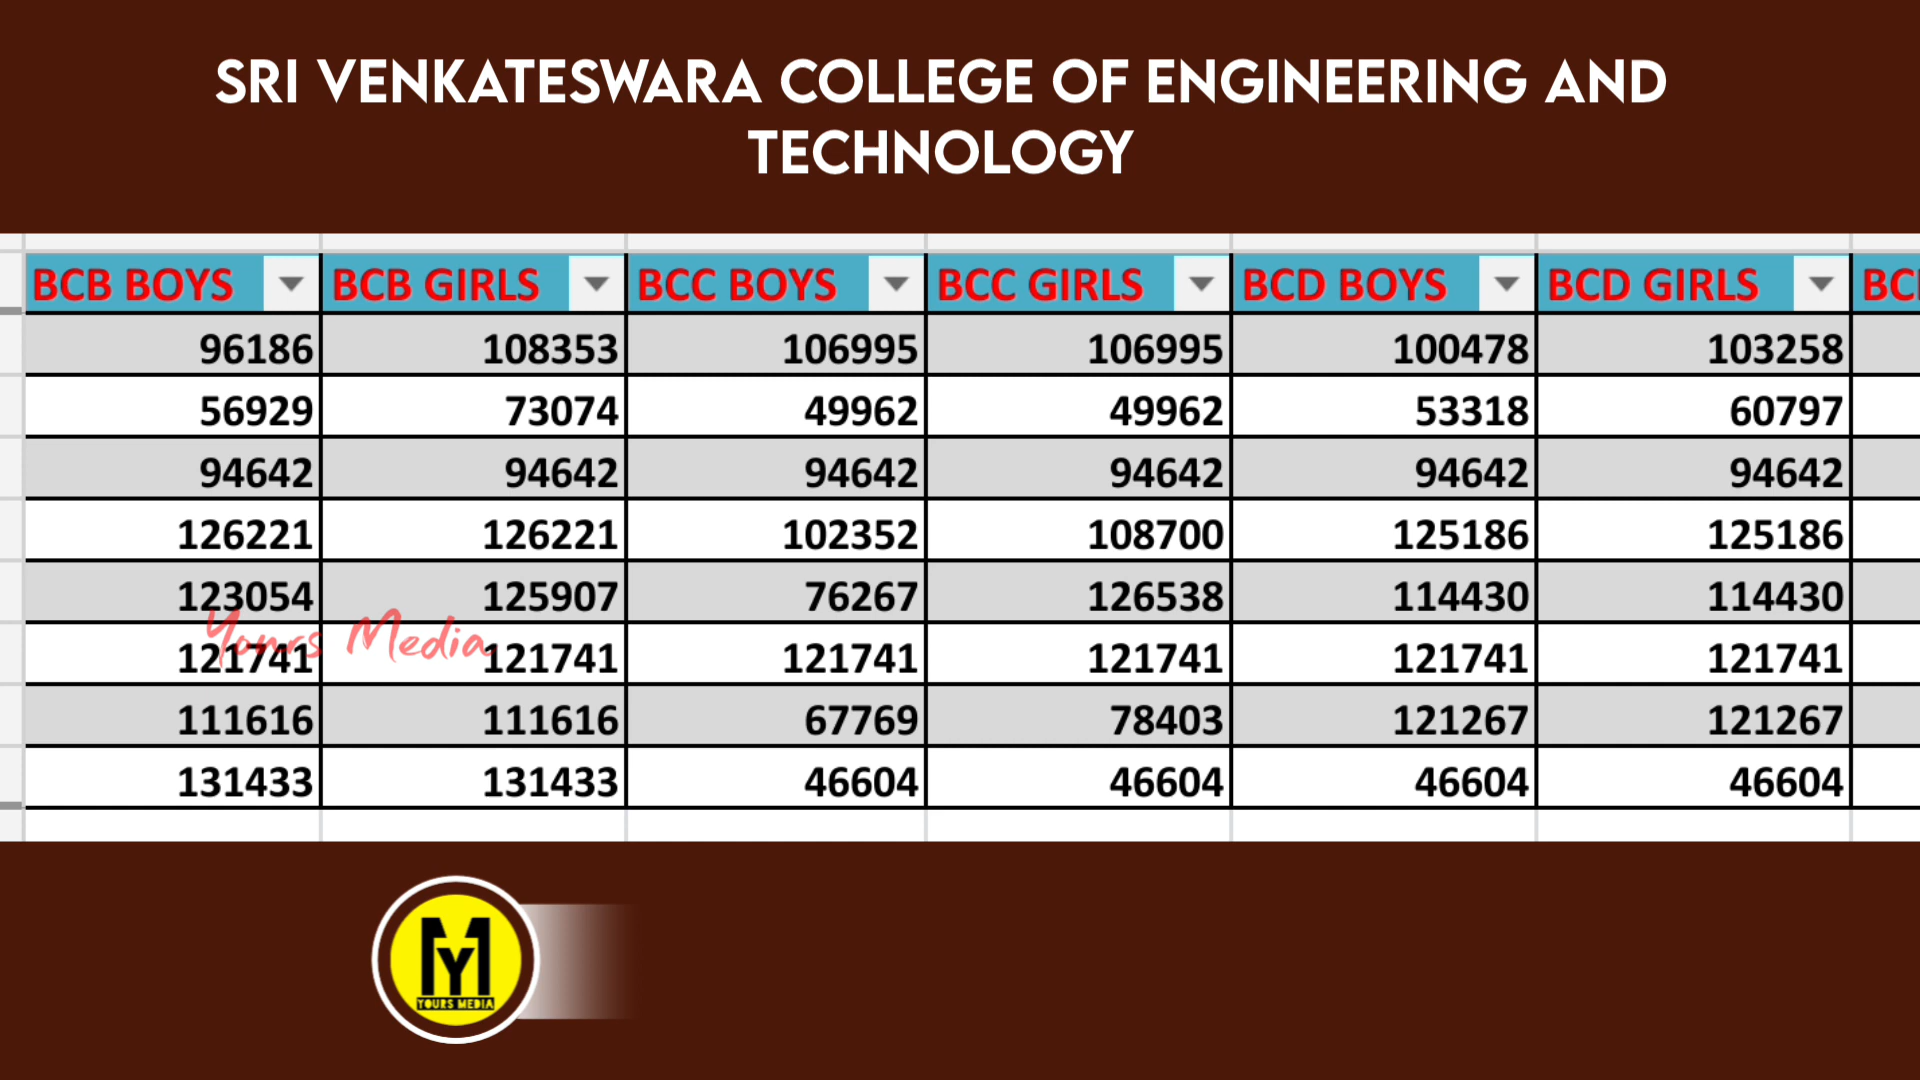 SRI VENKATESWARA COLLEGE OF ENGINEERING AND
TECHNOLOGY
BCB BOYS BCB GIRLS BCC BOYS BCC GIRLS BCD BOYS BCD GIRLS
96186 108353 106995 106995 100478 103258
56929 73074 49962 49962 53318 60797
94642 94642 94642 94642 94642 94642
126221 126221 102352 108700 125186 125186
123054 125907 76267 126538 114430 114430
Yours Media
121741 121741 121741 121741 121741 121741
111616 111616 67769 78403 121267 121267
131433 131433 46604 46604 46604 46604
MY
YOURS MEDIA